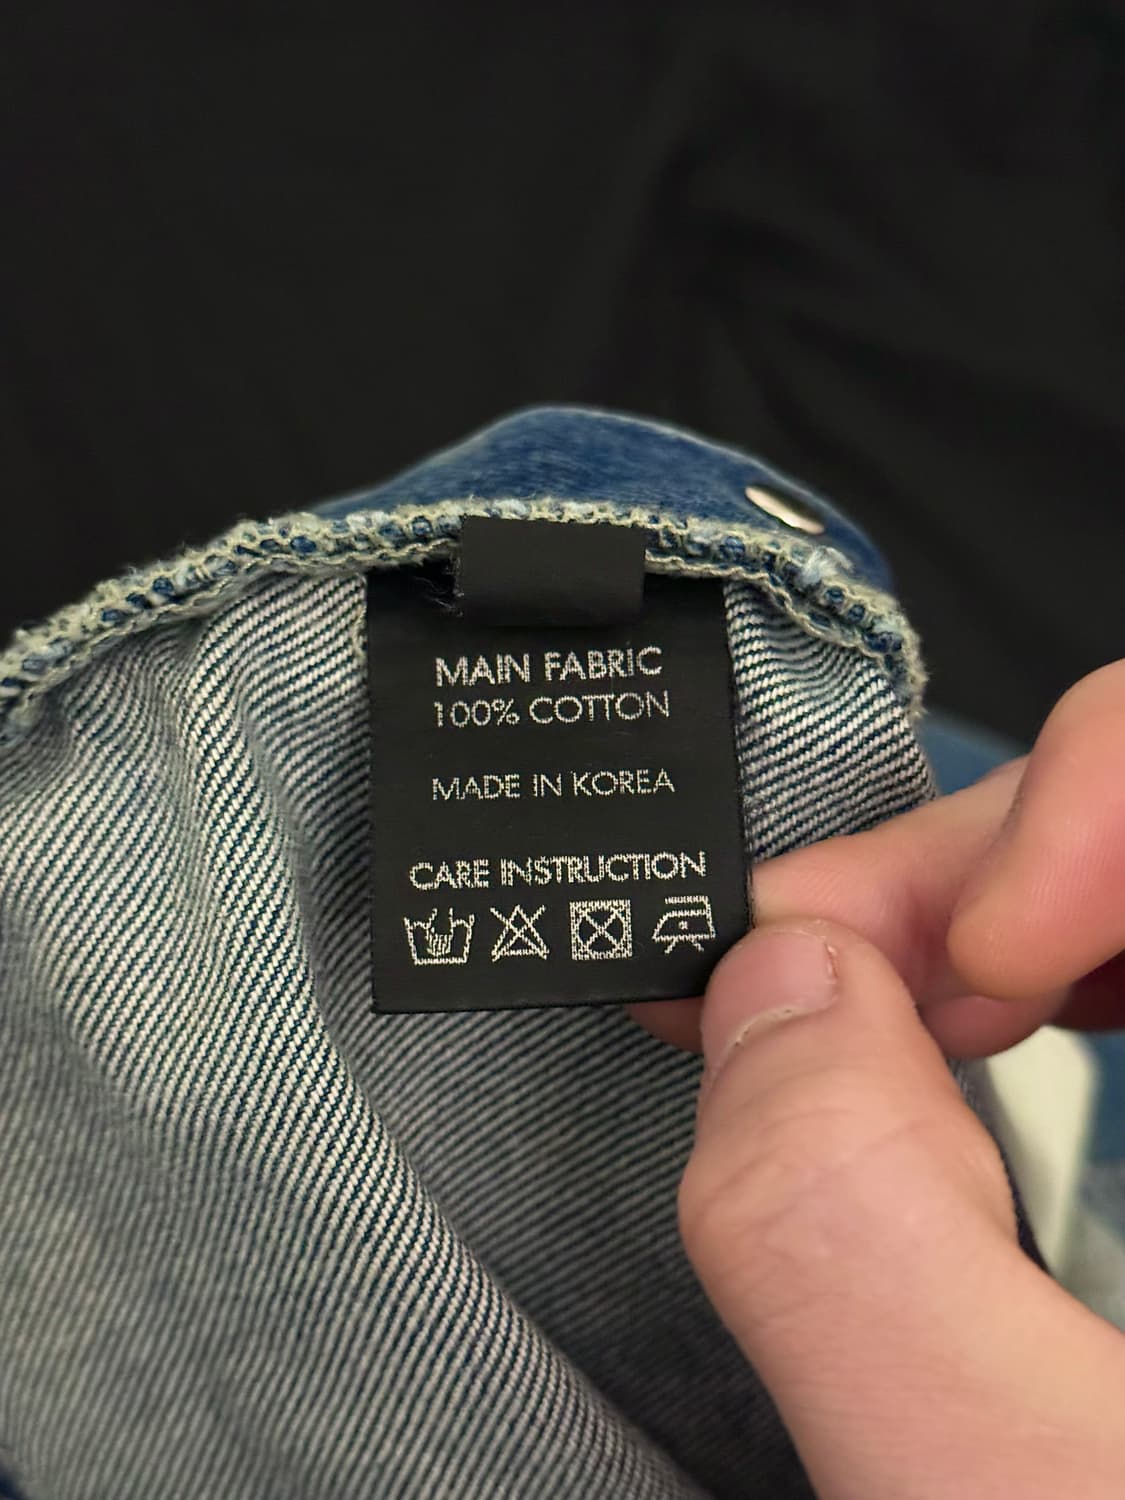 MAIN FABRIC
100% COTTON
MADE IN KOREA
CARE INSTRUCTION